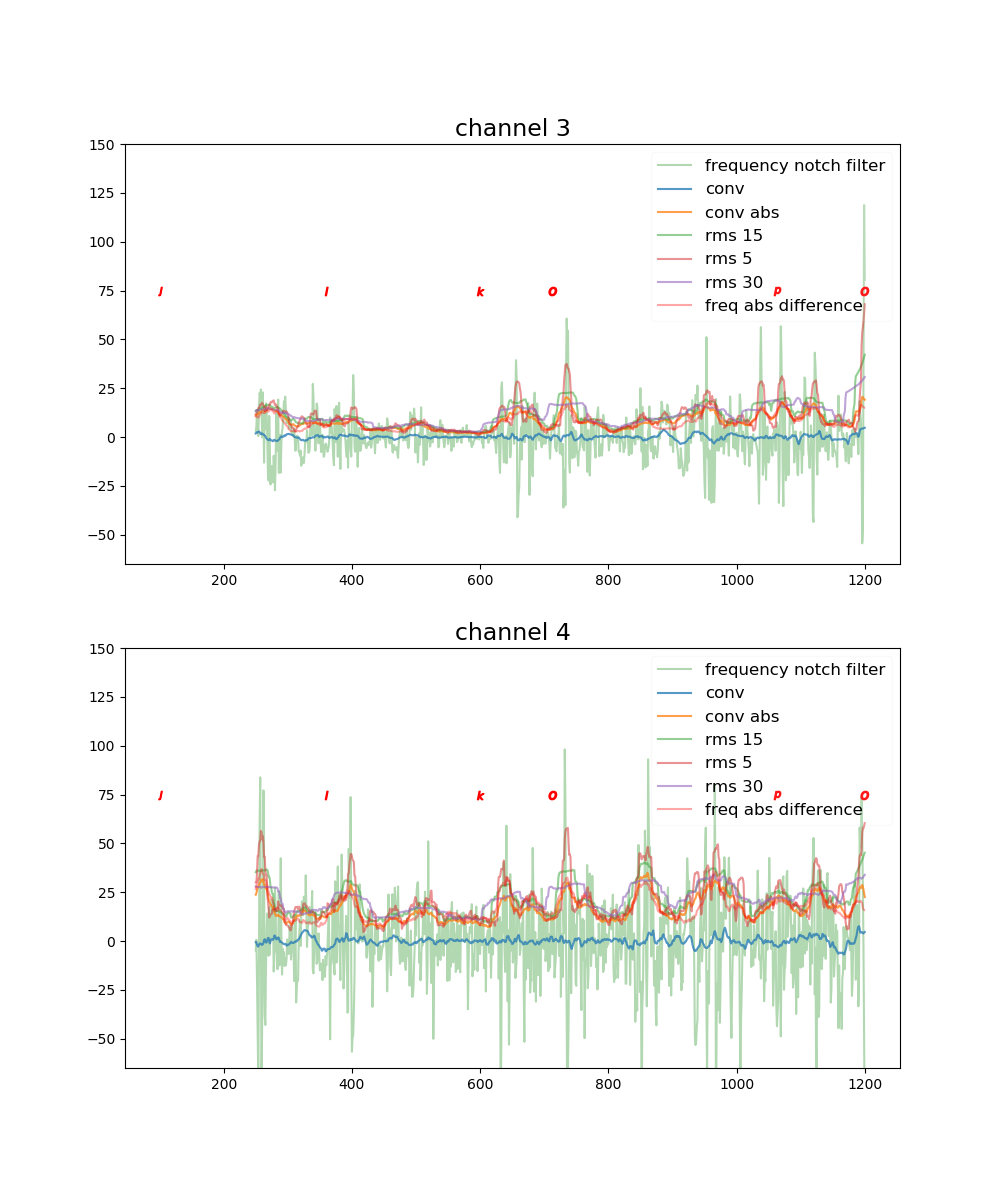 channel 3
150
125
100
75
50
25
0
−25
−50
frequency notch filter
conv
conv abs
rms 15
rms 5
rms 30
freq abs difference
J l k O p O
200 400 600 800 1000 1200
channel 4
150
125
100
75
50
25
0
−25
−50
frequency notch filter
conv
conv abs
rms 15
rms 5
rms 30
freq abs difference
J l k O p O
200 400 600 800 1000 1200